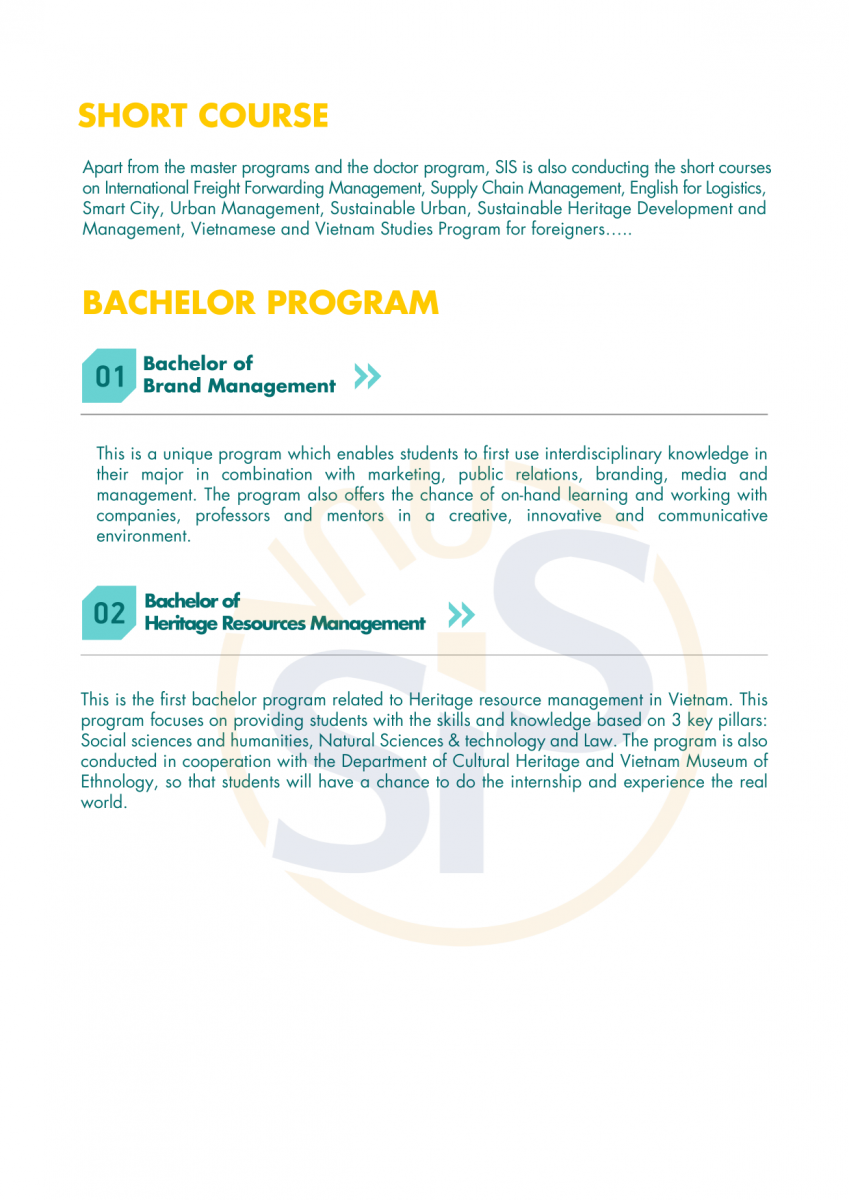 SHORT COURSE
Apart from the master programs and the doctor program, SIS is also conducting the short courses
on International Freight Forwarding Management, Supply Chain Management, English for Logistics,
Smart City, Urban Management, Sustainable Urban, Sustainable Heritage Development and
Management, Vietnamese and Vietnam Studies Program for foreigners.....
BACHELOR PROGRAM
01
Bachelor of
Brand Management
This is a unique program which enables students to first use interdisciplinary knowledge in
their major in combination with marketing, public relations, branding, media and
management. The program also offers the chance of on-hand learning and working with
companies, professors and mentors in a creative, innovative and communicative
environment.
02
Bachelor of
Heritage Resources Management
This is the first bachelor program related to Heritage resource management in Vietnam. This
program focuses on providing students with the skills and knowledge based on 3 key pillars:
Social sciences and humanities, Natural Sciences & technology and Law. The program is also
conducted in cooperation with the Department of Cultural Heritage and Vietnam Museum of
Ethnology, so that students will have a chance to do the internship and experience the real
world.
VNU
SIS